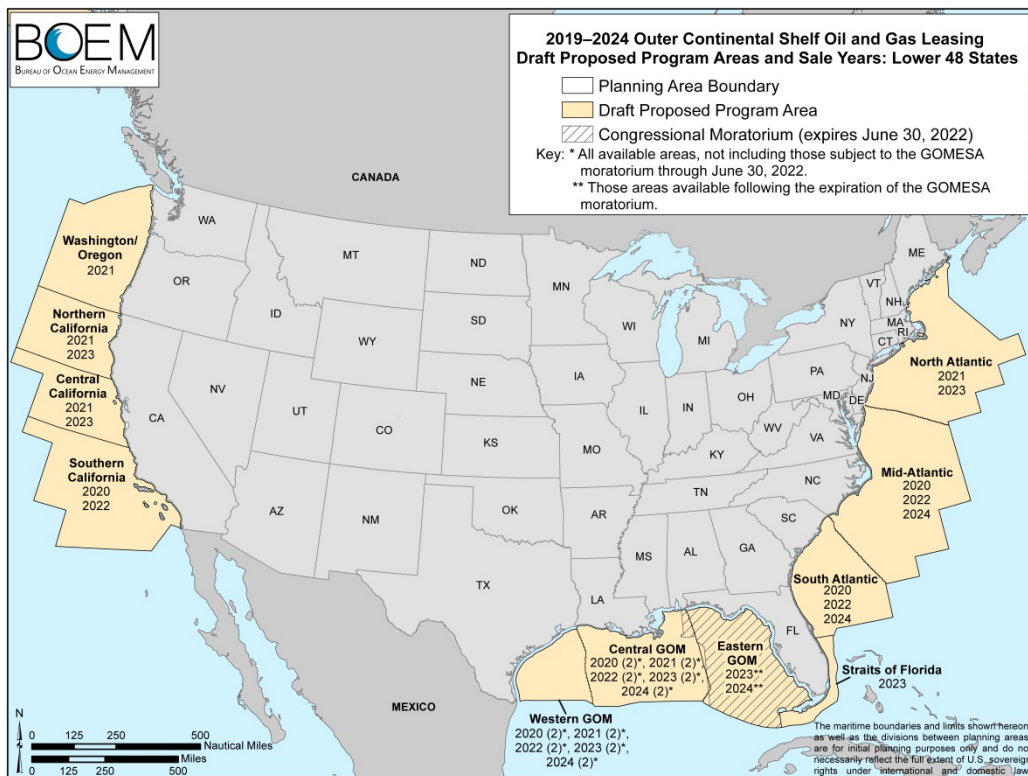 BOEM
BUREAU OF OCEAN ENERGY MANAGEMENT
2019–2024 Outer Continental Shelf Oil and Gas Leasing
Draft Proposed Program Areas and Sale Years: Lower 48 States
Planning Area Boundary
Draft Proposed Program Area
Congressional Moratorium (expires June 30, 2022)
Key: * All available areas, not including those subject to the GOMESA
moratorium through June 30, 2022.
** Those areas available following the expiration of the GOMESA
moratorium.
CANADA
Washington/
Oregon
2021
Northern
California
2021
2023
Central
California
2021
2023
Southern
California
2020
2022
WA
OR
CA
ID
NV
MT
WY
UT
AZ
CO
NM
ND
SD
NE
KS
OK
TX
MN
IA
MO
AR
LA
WI
IL
MI
IN
OH
KY
TN
MS
AL
GA
FL
SC
NC
VA
WV
PA
NY
MD
DE
NJ
CT
RI
MA
NH
VT
ME
North Atlantic
2021
2023
Mid-Atlantic
2020
2022
2024
South Atlantic
2020
2022
2024
Straits of Florida
2023
Eastern
GOM
2023**
2024**
Central GOM
2020 (2)*, 2021 (2)*,
2022 (2)*, 2023 (2)*,
2024 (2)*
Western GOM
2020 (2)*, 2021 (2)*,
2022 (2)*, 2023 (2)*,
2024 (2)*
MEXICO
N
0 125 250 500
Nautical Miles
Miles
0 125 250 500
The maritime boundaries and limits shown hereon,
as well as the divisions between planning areas,
are for initial planning purposes only and do not
necessarily reflect the full extent of U.S. sovereign
rights under international and domestic law.